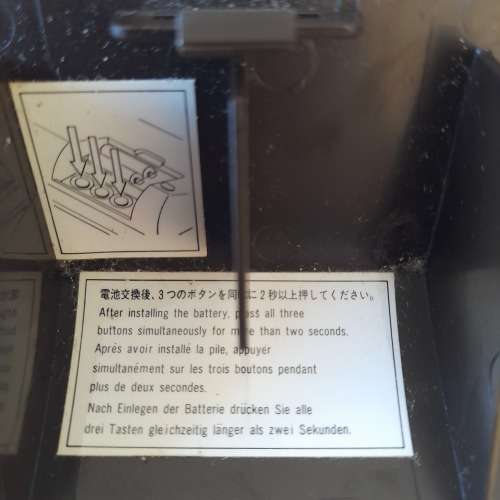 電池交換後、3つのボタンを同時に2秒以上押してください。
After installing the battery, press all three
buttons simultaneously for more than two seconds.
Après avoir installé la pile, appuyer
simultanément sur les trois boutons pendant
plus de deux secondes.
Nach Einlegen der Batterie drücken Sie alle
drei Tasten gleichzeitig länger als zwei Sekunden.